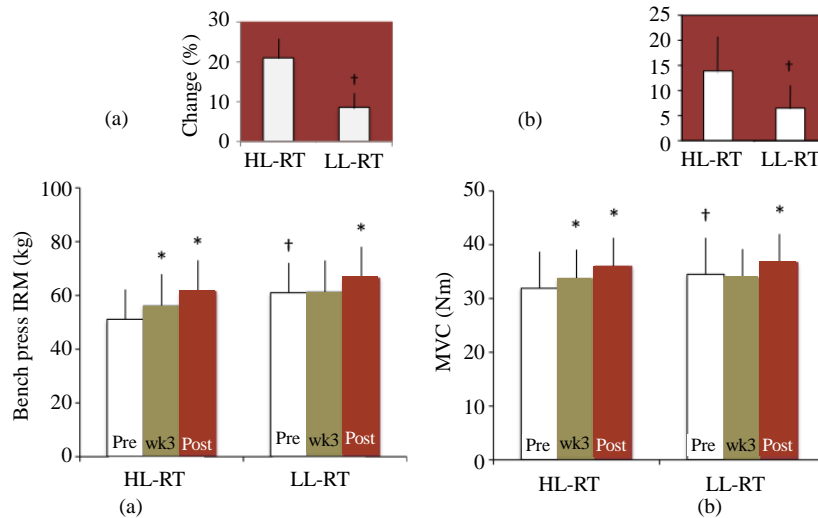 30
20
10
0
Change (%)
†
HL-RT LL-RT
(a)
100
80
60
40
20
0
Bench press IRM (kg)
* * † *
Pre wk3 Post Pre wk3 Post
HL-RT LL-RT
(a)
25
20
15
10
5
0
†
HL-RT LL-RT
(b)
50
40
30
20
10
0
MVC (Nm)
* * † *
Pre wk3 Post Pre wk3 Post
HL-RT LL-RT
(b)